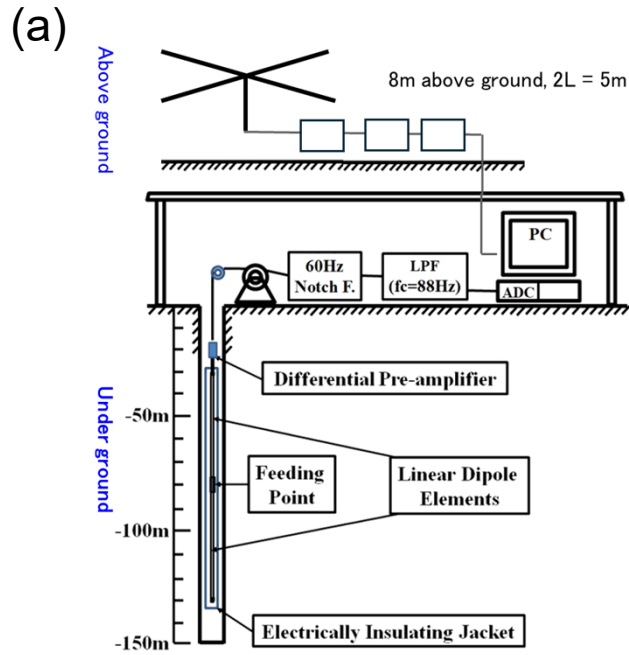 (a)
Above ground
8m above ground, 2L = 5m
PC
60Hz
Notch F.
LPF
(fc=88Hz)
ADC
Differential Pre-amplifier
Under ground
-50m
Feeding
Point
Linear Dipole
Elements
-100m
Electrically Insulating Jacket
-150m